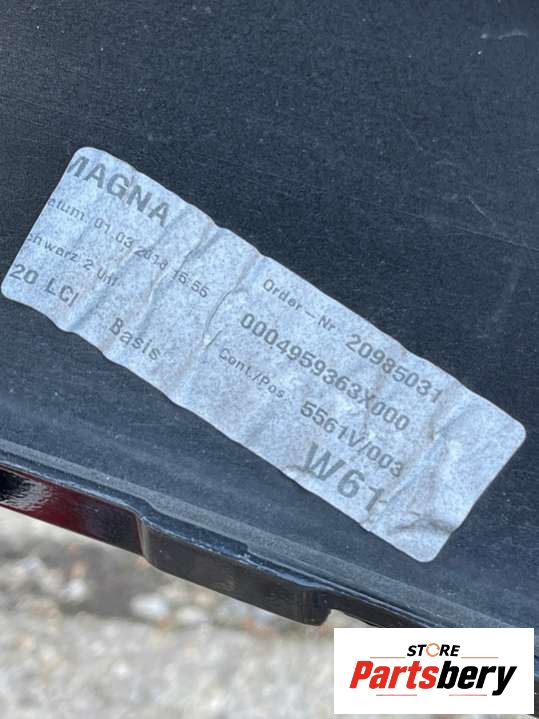 MAGNA
atum 01.03.2018 16:55
chwarz 2 Uni
20 LCI
Basis
Order-Nr 20985031
0004959363X000
Cont/Pos 5561V/003
W61
STORE
Partsbery